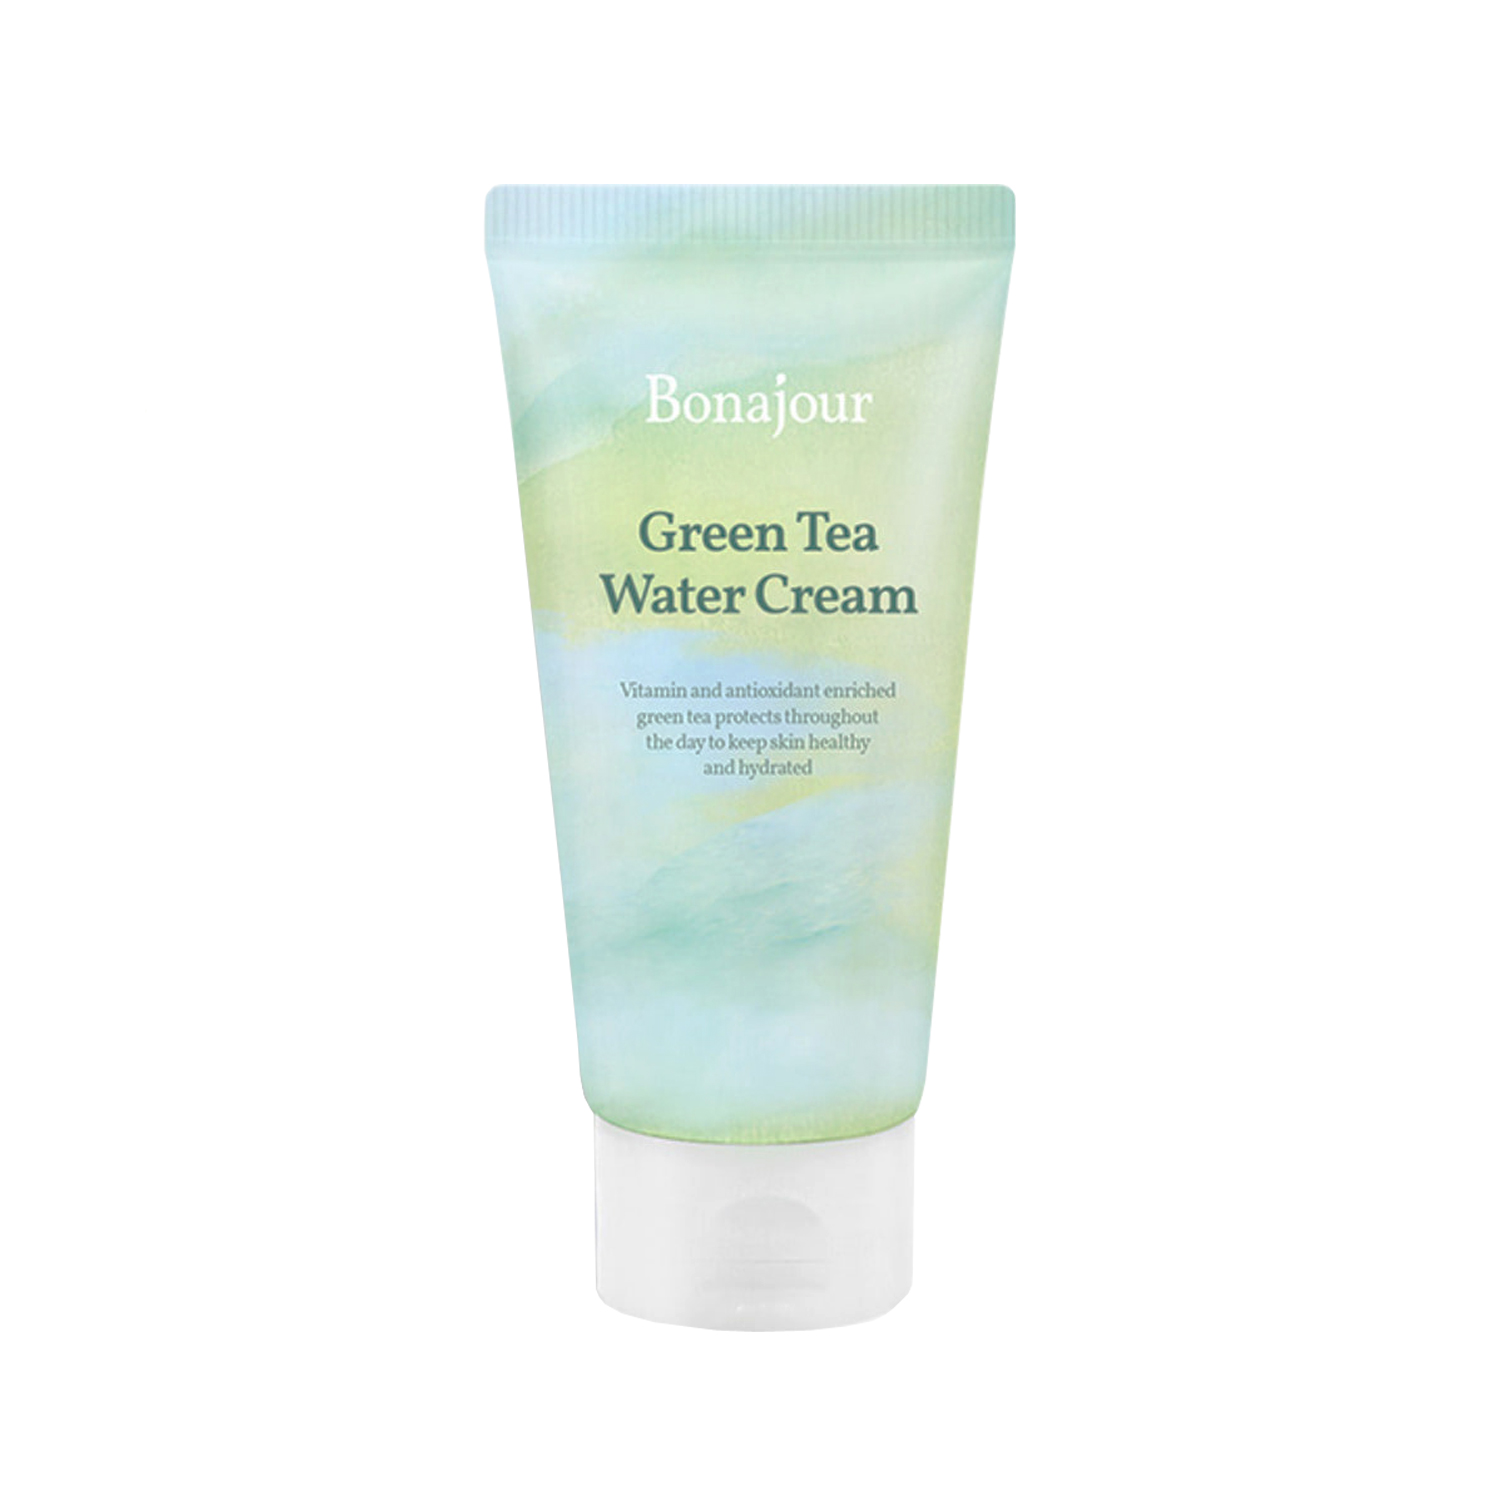 Bonajour
Green Tea
Water Cream
Vitamin and antioxidant enriched
green tea protects throughout
the day to keep skin healthy
and hydrated